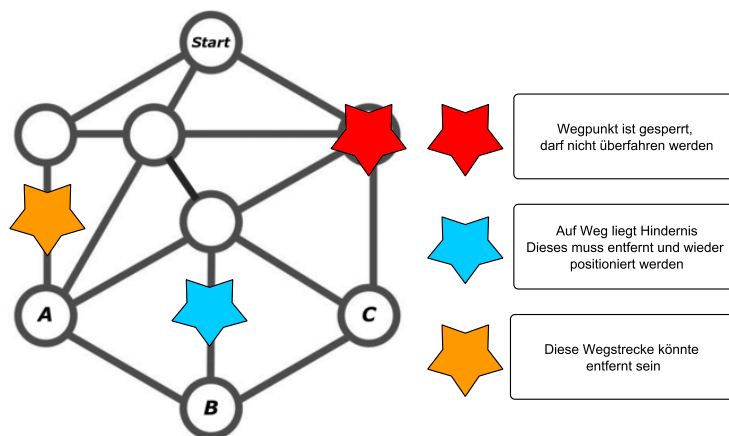 Start
Wegpunkt ist gesperrt,
darf nicht überfahren werden
Auf Weg liegt Hindernis
Dieses muss entfernt und wieder
positioniert werden
A
C
Diese Wegstrecke könnte
entfernt sein
B